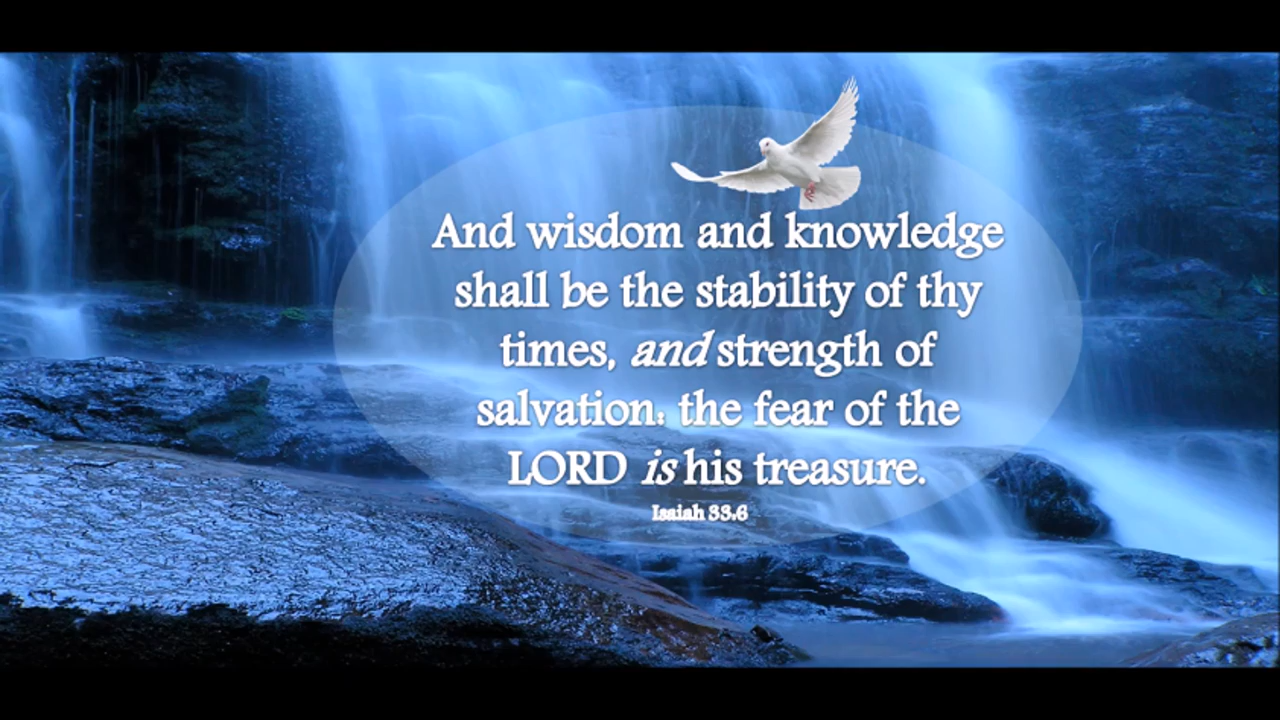 And wisdom and knowledge
shall be the stability of thy
times, and strength of
salvation: the fear of the
LORD is his treasure.
Isaiah 33:6